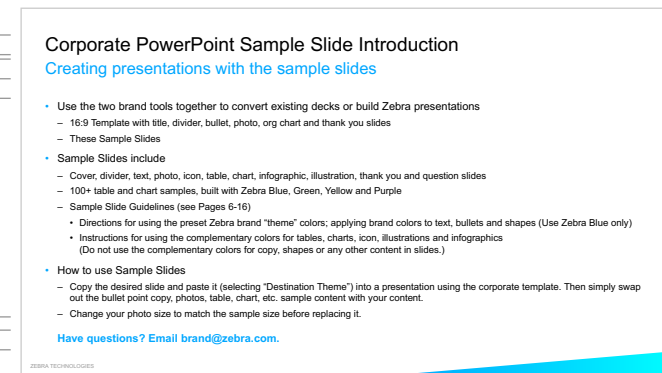 Corporate PowerPoint Sample Slide Introduction
Creating presentations with the sample slides
• Use the two brand tools together to convert existing decks or build Zebra presentations
– 16:9 Template with title, divider, bullet, photo, org chart and thank you slides
– These Sample Slides
• Sample Slides include
– Cover, divider, text, photo, icon, table, chart, infographic, illustration, thank you and question slides
– 100+ table and chart samples, built with Zebra Blue, Green, Yellow and Purple
– Sample Slide Guidelines (see Pages 6-16)
• Directions for using the preset Zebra brand “theme” colors; applying brand colors to text, bullets and shapes (Use Zebra Blue only)
• Instructions for using the complementary colors for tables, charts, icon, illustrations and infographics
(Do not use the complementary colors for copy, shapes or any other content in slides.)
• How to use Sample Slides
– Copy the desired slide and paste it (selecting “Destination Theme”) into a presentation using the corporate template. Then simply swap
out the bullet point copy, photos, table, chart, etc. sample content with your content.
– Change your photo size to match the sample size before replacing it.
Have questions? Email brand@zebra.com.
ZEBRA TECHNOLOGIES